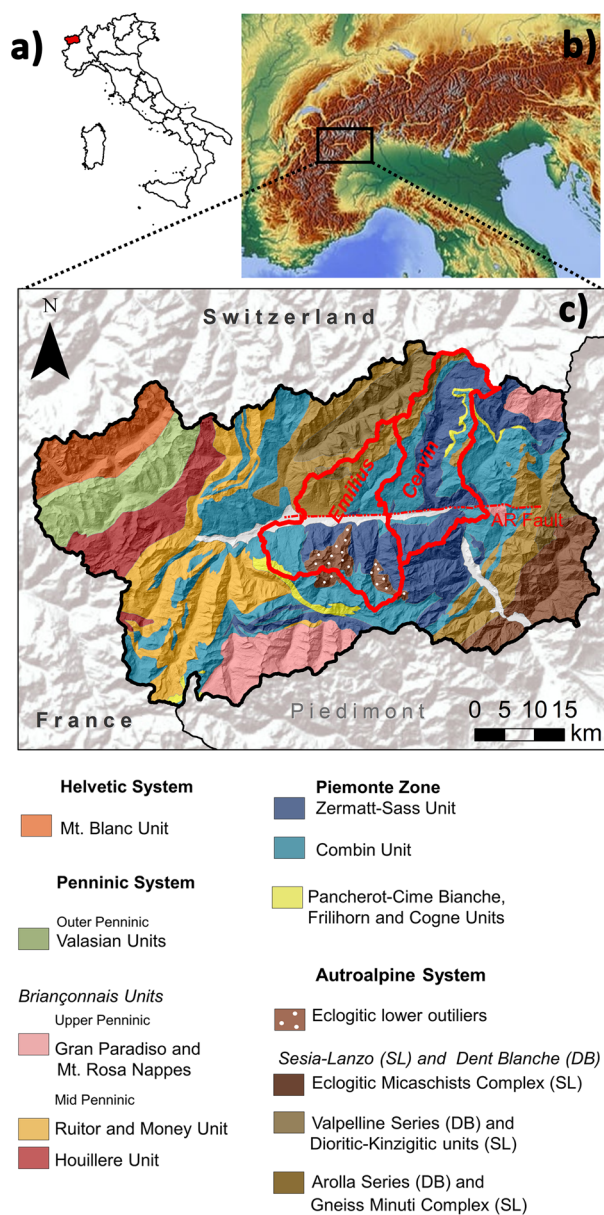 a)
b)
c)
N
Switzerland
Emilius
Cervin
AR Fault
France
Piedimont
0 5 10 15
km
Helvetic System
Mt. Blanc Unit
Penninic System
Outer Penninic
Valasian Units
Briançonnais Units
Upper Penninic
Gran Paradiso and
Mt. Rosa Nappes
Mid Penninic
Ruitor and Money Unit
Houillere Unit
Piemonte Zone
Zermatt-Sass Unit
Combin Unit
Pancherot-Cime Bianche,
Frilihorn and Cogne Units
Autroalpine System
Eclogitic lower outiliers
Sesia-Lanzo (SL) and Dent Blanche (DB)
Eclogitic Micaschists Complex (SL)
Valpelline Series (DB) and
Dioritic-Kinzigitic units (SL)
Arolla Series (DB) and
Gneiss Minuti Complex (SL)